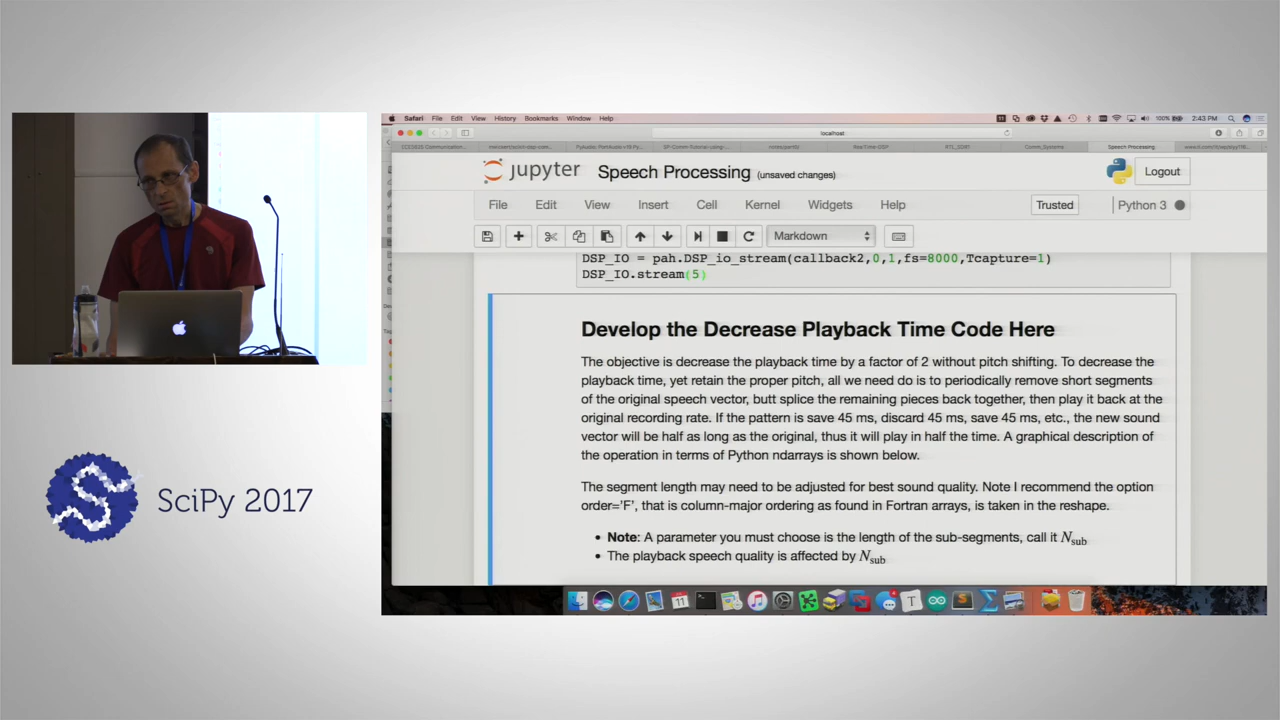 Safari File Edit View History Bookmarks Window Help
100% 2:43 PM
localhost
Speech Processing
jupyter Speech Processing (unsaved changes)
Logout
File Edit View Insert Cell Kernel Widgets Help
Trusted
Python 3
Markdown
DSP_IO = pah.DSP_io_stream(callback2,0,1,fs=8000,Tcapture=1)
DSP_IO.stream(5)
Develop the Decrease Playback Time Code Here
The objective is decrease the playback time by a factor of 2 without pitch shifting. To decrease the
playback time, yet retain the proper pitch, all we need do is to periodically remove short segments
of the original speech vector, butt splice the remaining pieces back together, then play it back at the
original recording rate. If the pattern is save 45 ms, discard 45 ms, save 45 ms, etc., the new sound
vector will be half as long as the original, thus it will play in half the time. A graphical description of
the operation in terms of Python ndarrays is shown below.
The segment length may need to be adjusted for best sound quality. Note I recommend the option
order='F', that is column-major ordering as found in Fortran arrays, is taken in the reshape.
• Note: A parameter you must choose is the length of the sub-segments, call it Nsub
• The playback speech quality is affected by Nsub
SciPy 2017